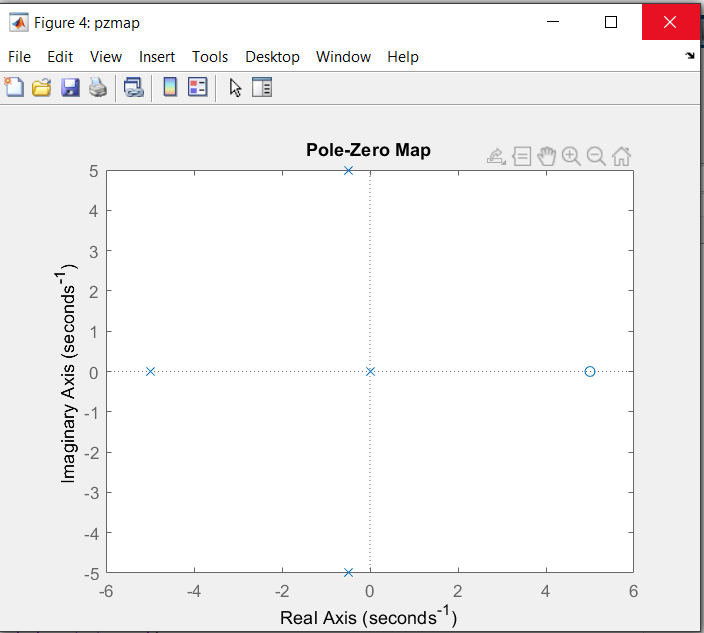 Figure 4: pzmap
File Edit View Insert Tools Desktop Window Help
Pole-Zero Map
5
4
3
2
1
0
-1
-2
-3
-4
-5
Imaginary Axis (seconds⁻¹)
-6 -4 -2 0 2 4 6
Real Axis (seconds⁻¹)